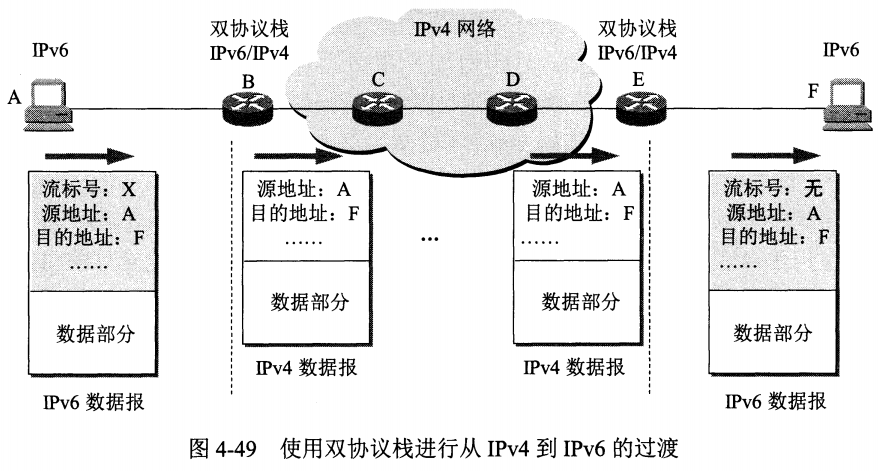 IPv4 网络
双协议栈
IPv6/IPv4
双协议栈
IPv6/IPv4
IPv6
IPv6
A
B
C
D
E
F
流标号：X
源地址：A
目的地址：F
……
数据部分
IPv6 数据报
源地址：A
目的地址：F
……
数据部分
IPv4 数据报
…
源地址：A
目的地址：F
……
数据部分
IPv4 数据报
流标号：无
源地址：A
目的地址：F
……
数据部分
IPv6 数据报
图 4-49 使用双协议栈进行从 IPv4 到 IPv6 的过渡